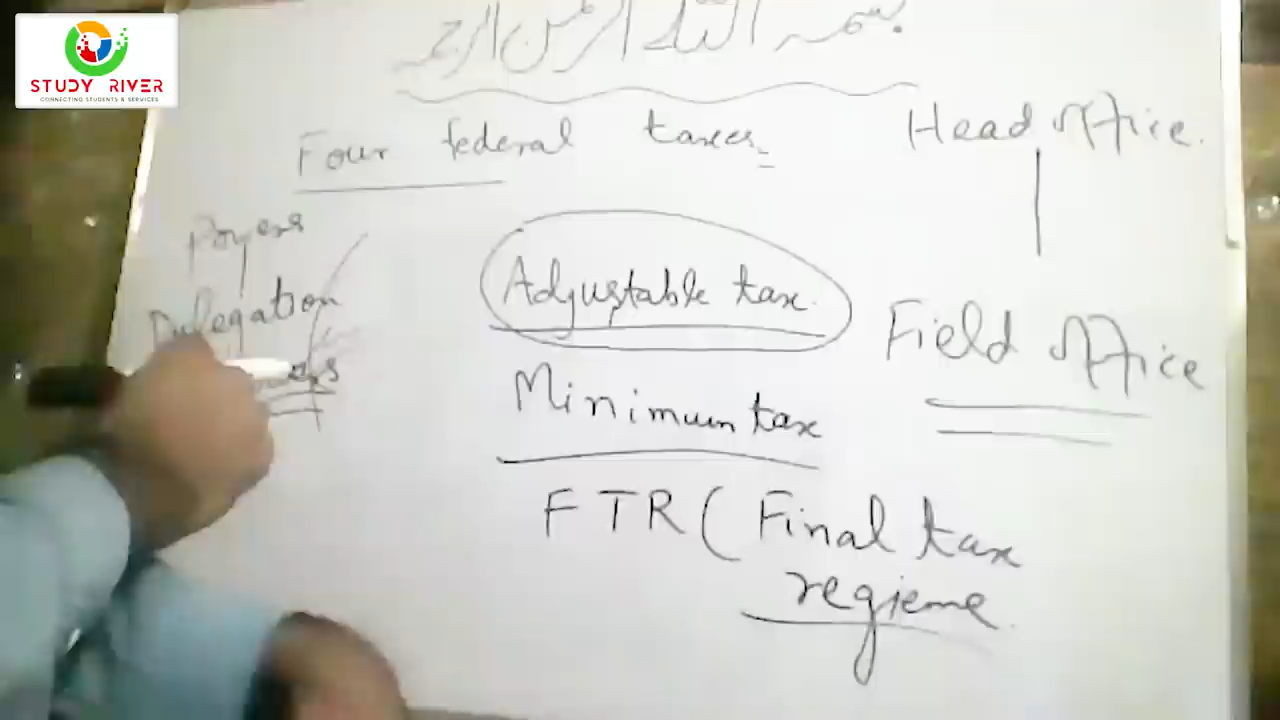 STUDY RIVER
CONNECTING STUDENTS & SERVICES
بسم اللہ الرحمن الرحیم
Four federal taxes
Head office.
Powers
Delegation
Adjustable tax.
Field office
Minimum tax
FTR ( Final tax
regieme